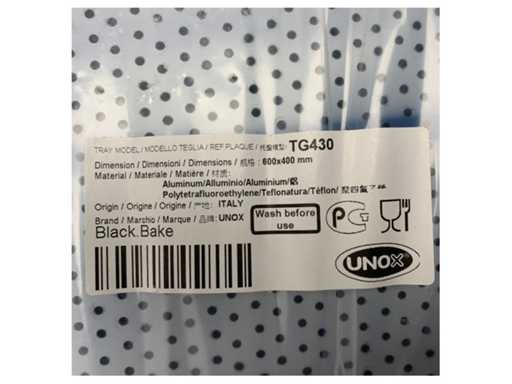 TRAY MODEL / MODELLO TEGLIA / REF.PLAQUE / 托盘模型: TG430
Dimension / Dimensioni / Dimensions / 规格: 600x400 mm
Material / Materiale / Matière / 材质:
Aluminum/Alluminio/Aluminium/铝
Polytetrafluoroethylene/Teflonatura/Téflon/
Origin / Origine / Origine / 产地: ITALY
Brand / Marchio / Marque / 品牌: UNOX
Black.Bake
Wash before
use
UNOX